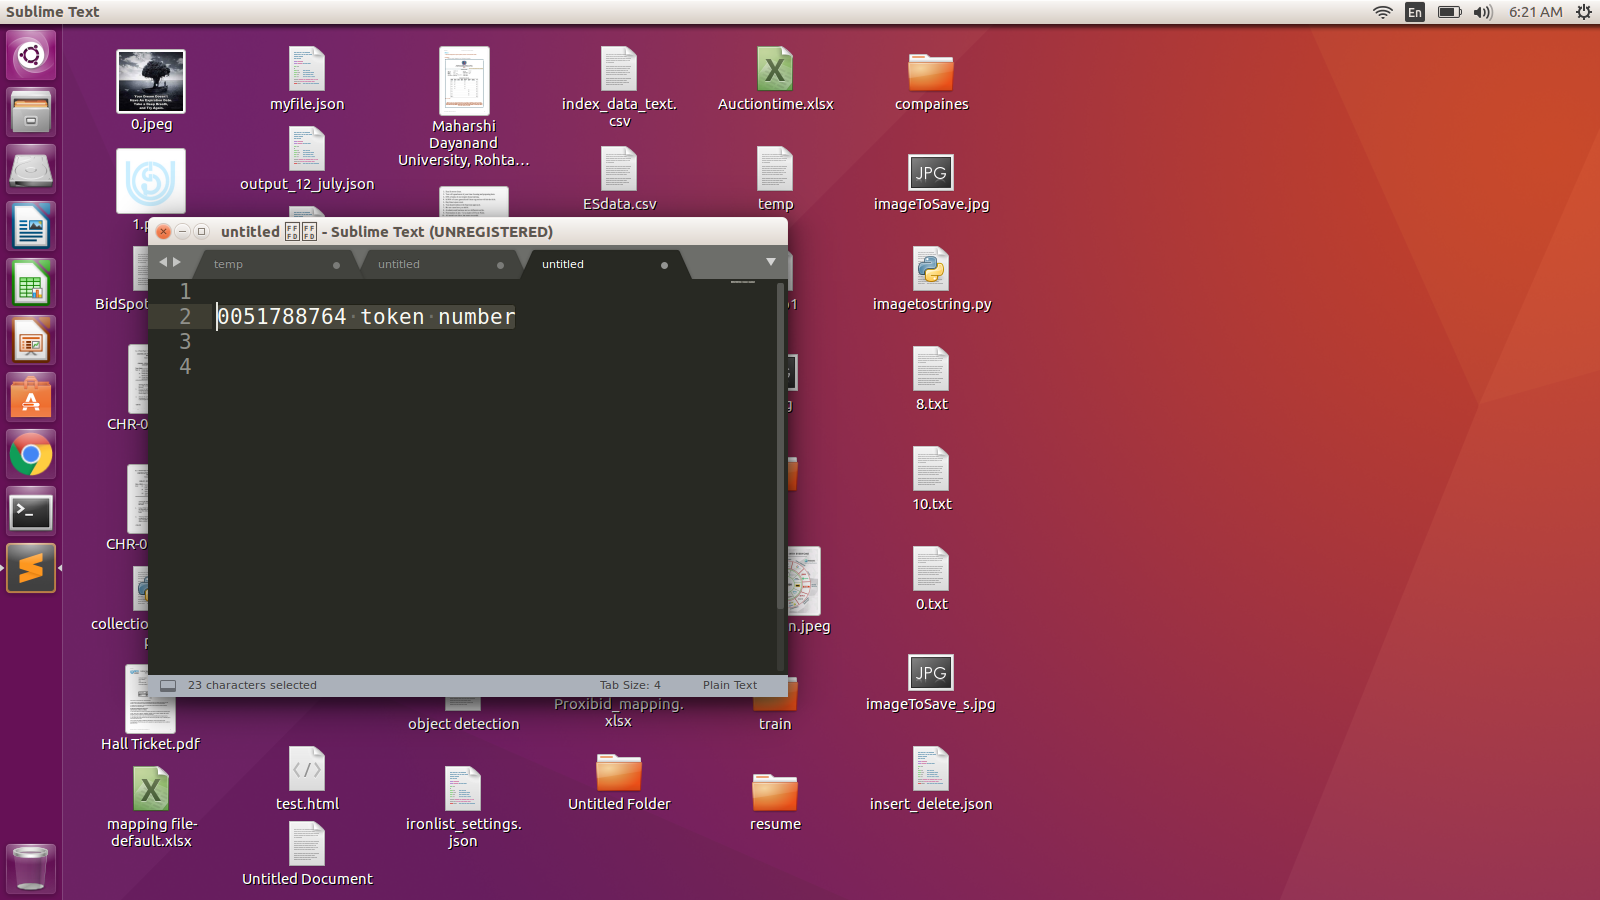 Sublime Text
En
6:21 AM
0.jpeg
myfile.json
Maharshi
Dayanand
University, Rohta...
index_data_text.
csv
Auctiontime.xlsx
compaines
output_12_july.json
ESdata.csv
temp
JPG
imageToSave.jpg
untitled - Sublime Text (UNREGISTERED)
temp
untitled
untitled
1
2 0051788764 token number
3
4
23 characters selected
Tab Size: 4
Plain Text
BidSpot
imagetostring.py
CHR-0
8.txt
CHR-0
10.txt
collectio
n.jpeg
0.txt
Hall Ticket.pdf
object detection
Proxibid_mapping.
xlsx
train
JPG
imageToSave_s.jpg
mapping file-
default.xlsx
test.html
ironlist_settings.
json
Untitled Folder
resume
insert_delete.json
Untitled Document